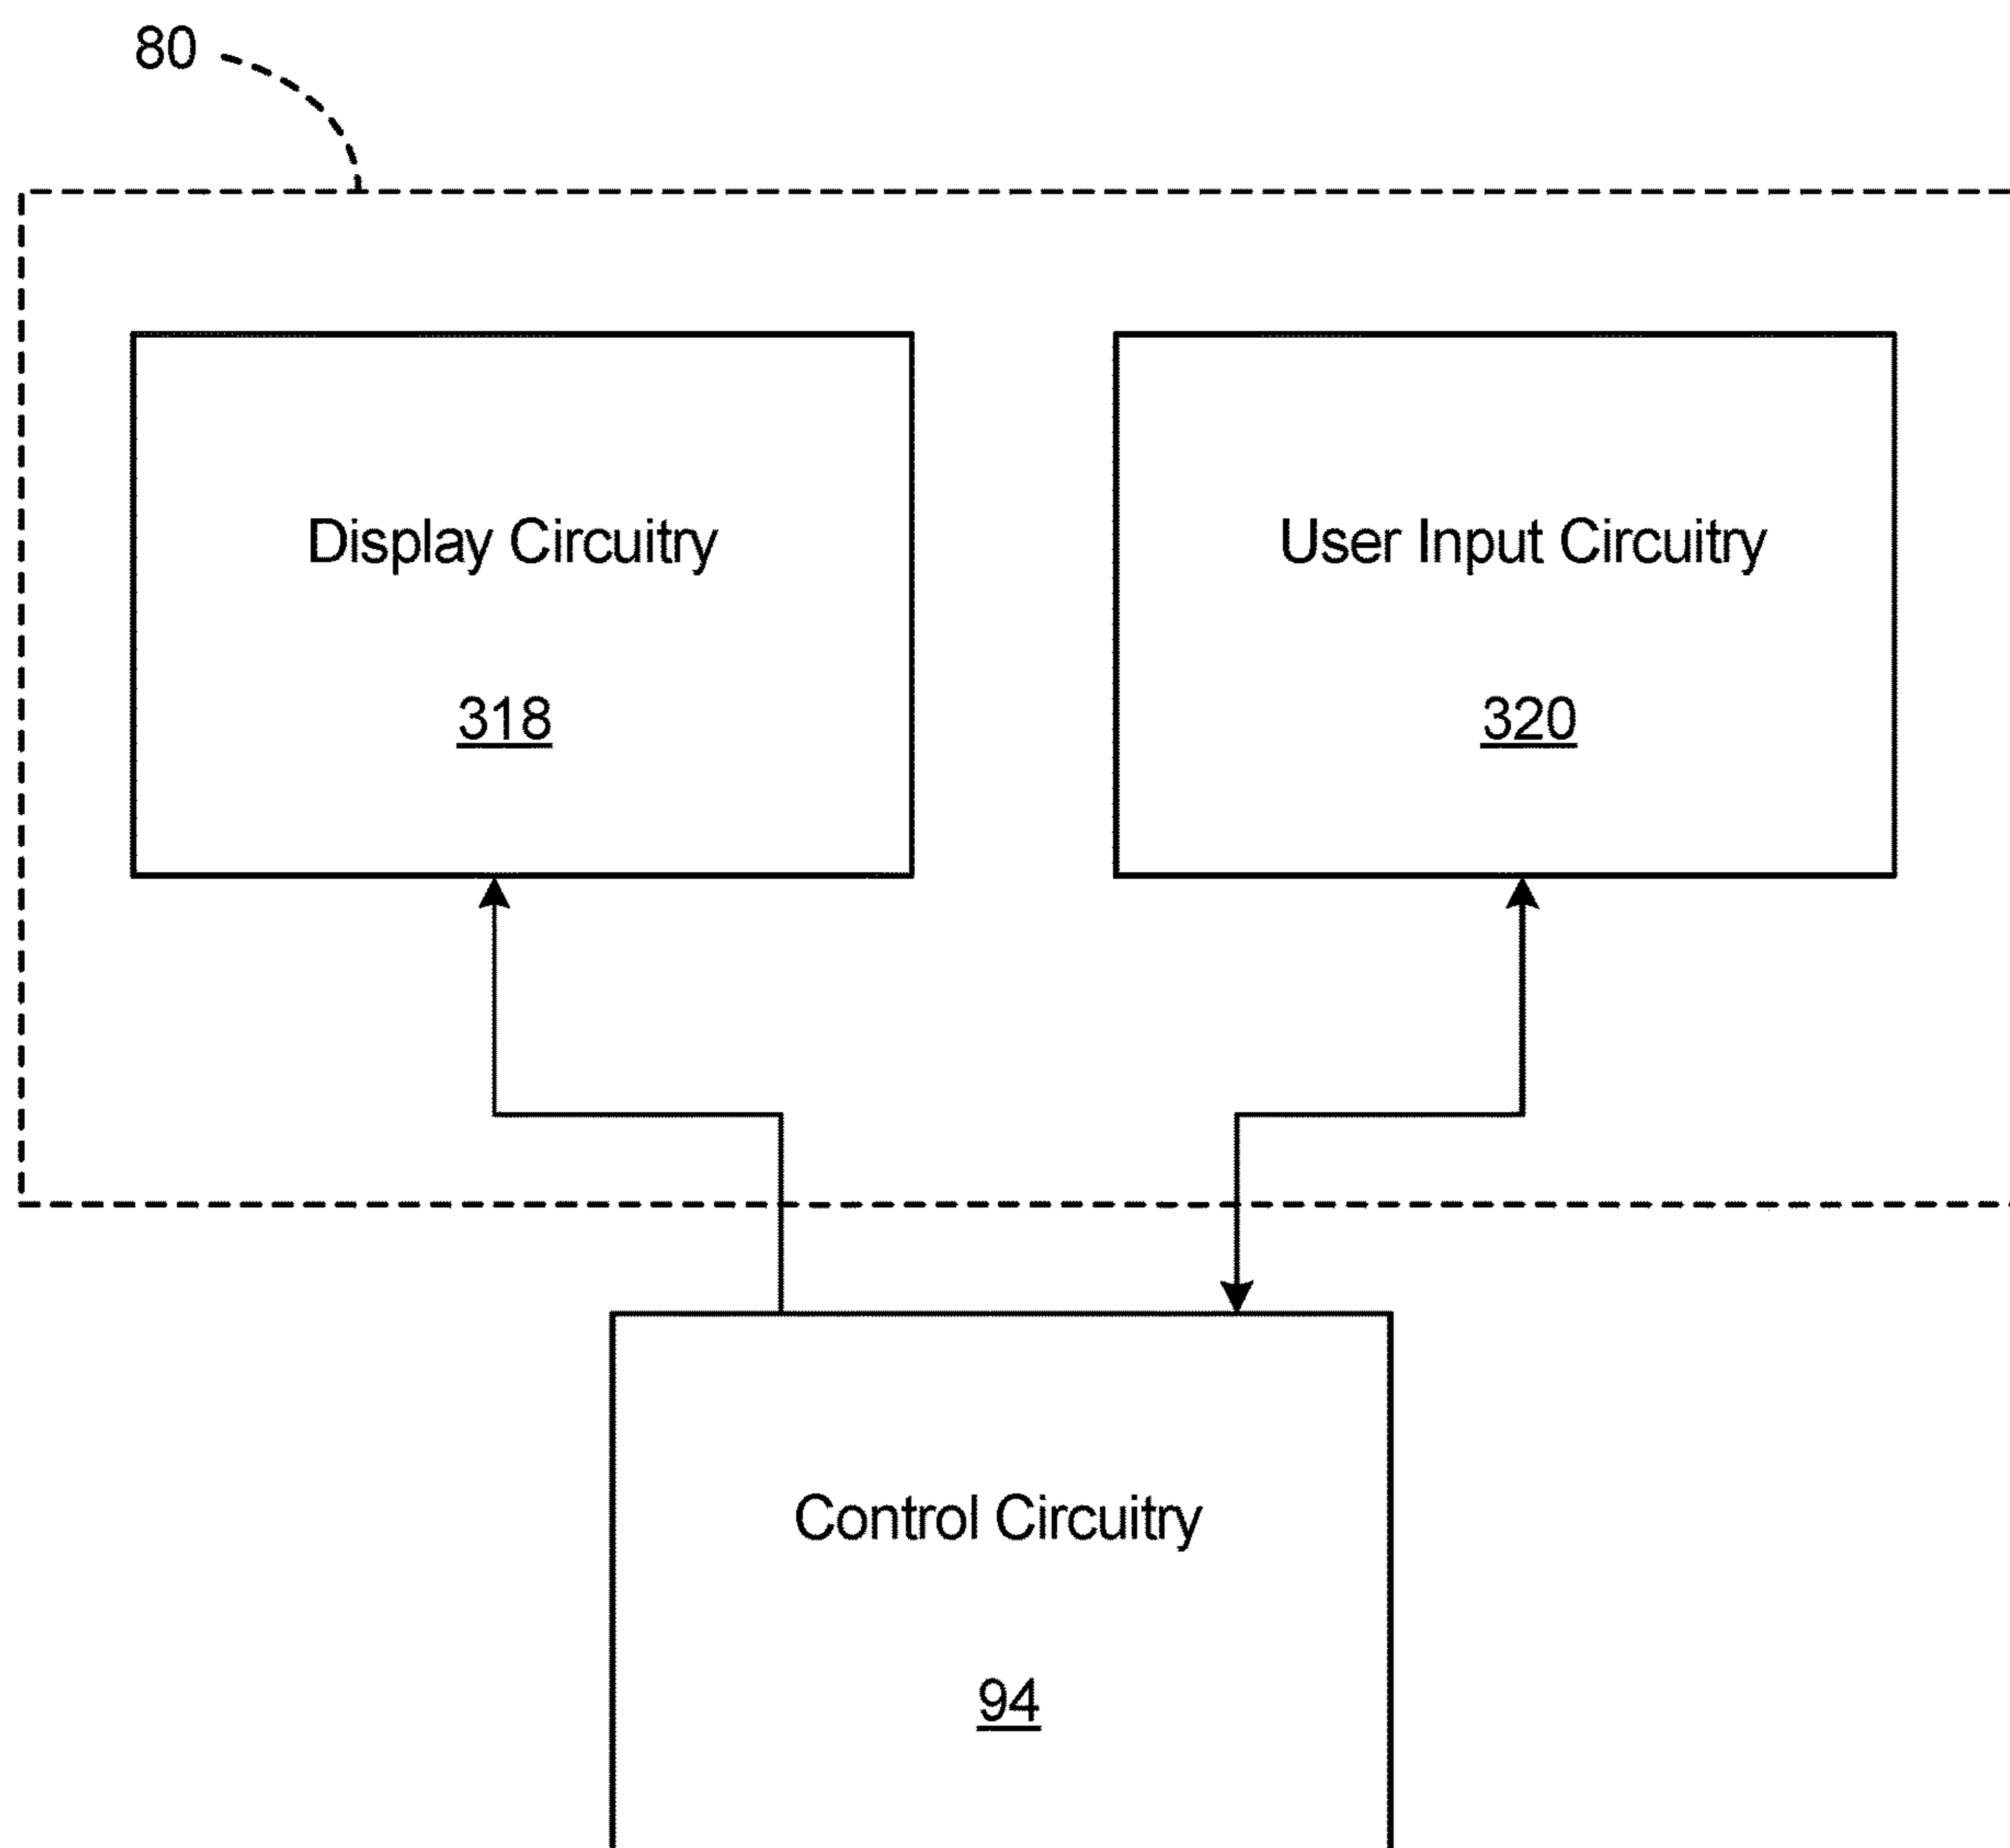 80
Display Circuitry
318
User Input Circuitry
320
Control Circuitry
94